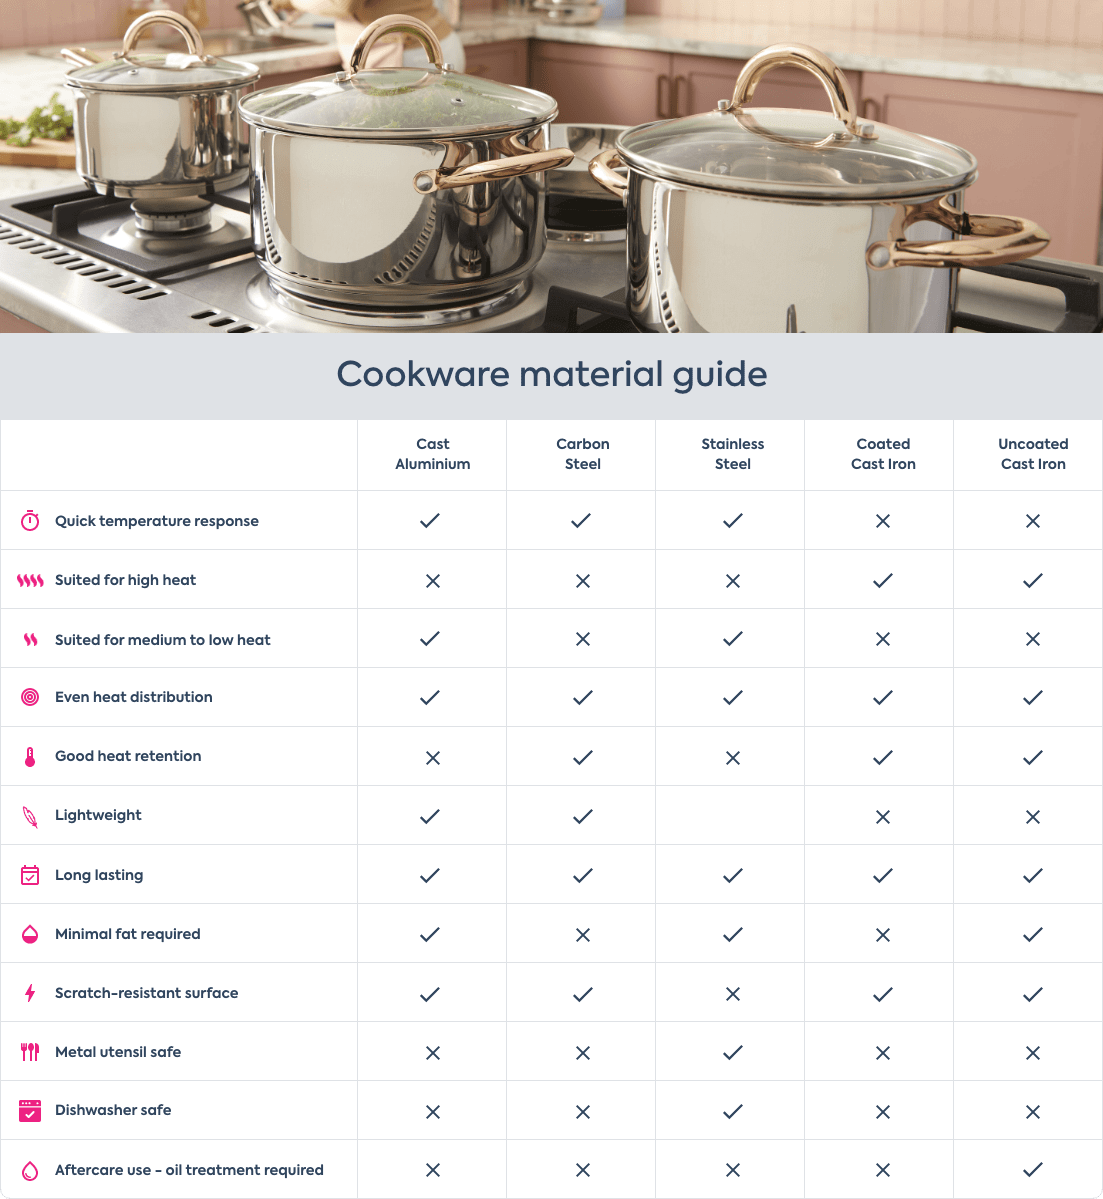 Cookware material guide
Cast Aluminium
Carbon Steel
Stainless Steel
Coated Cast Iron
Uncoated Cast Iron
Quick temperature response ✓ ✓ ✓ ✕ ✕
Suited for high heat ✕ ✕ ✕ ✓ ✓
Suited for medium to low heat ✓ ✕ ✓ ✕ ✕
Even heat distribution ✓ ✓ ✓ ✓ ✓
Good heat retention ✕ ✓ ✕ ✓ ✓
Lightweight ✓ ✓ ✕ ✕
Long lasting ✓ ✓ ✓ ✓ ✓
Minimal fat required ✓ ✕ ✓ ✕ ✓
Scratch-resistant surface ✓ ✓ ✕ ✓ ✓
Metal utensil safe ✕ ✕ ✓ ✕ ✕
Dishwasher safe ✕ ✕ ✓ ✕ ✕
Aftercare use - oil treatment required ✕ ✕ ✕ ✕ ✓